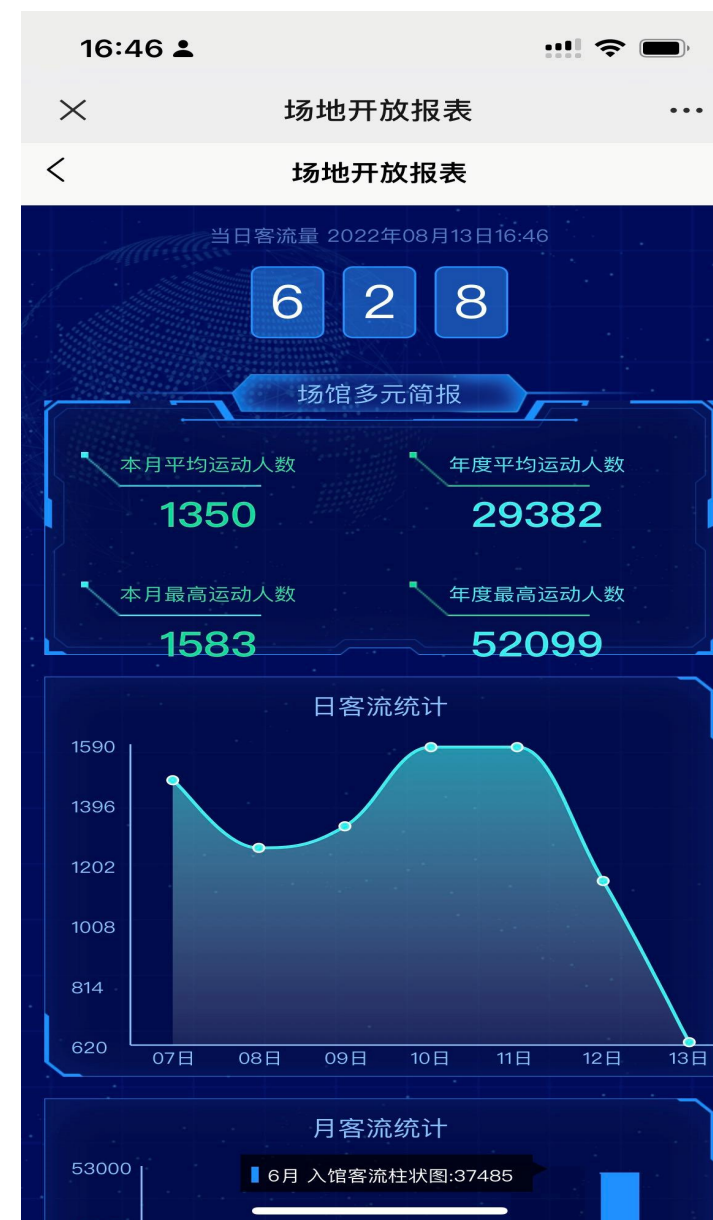 16:46
场地开放报表
场地开放报表
当日客流量 2022年08月13日16:46
6 2 8
场馆多元简报
本月平均运动人数 年度平均运动人数
1350 29382
本月最高运动人数 年度最高运动人数
1583 52099
日客流统计
1590
1396
1202
1008
814
620
07日 08日 09日 10日 11日 12日 13日
月客流统计
53000
6月 入馆客流柱状图:37485